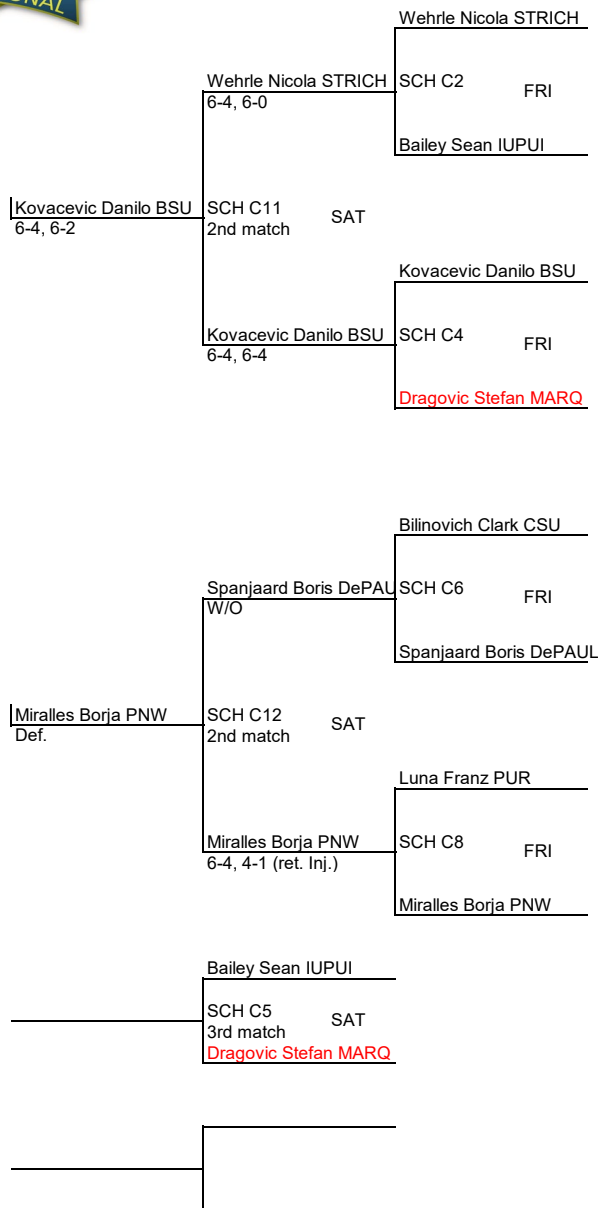 ONAL
Wehrle Nicola STRICH
Wehrle Nicola STRICH
6-4, 6-0
SCH C2
FRI
Bailey Sean IUPUI
Kovacevic Danilo BSU
6-4, 6-2
SCH C11
2nd match
SAT
Kovacevic Danilo BSU
Kovacevic Danilo BSU
6-4, 6-4
SCH C4
FRI
Dragovic Stefan MARQ
Bilinovich Clark CSU
Spanjaard Boris DePAU
W/O
SCH C6
FRI
Spanjaard Boris DePAUL
Miralles Borja PNW
Def.
SCH C12
2nd match
SAT
Luna Franz PUR
Miralles Borja PNW
6-4, 4-1 (ret. Inj.)
SCH C8
FRI
Miralles Borja PNW
Bailey Sean IUPUI
SCH C5
3rd match
SAT
Dragovic Stefan MARQ